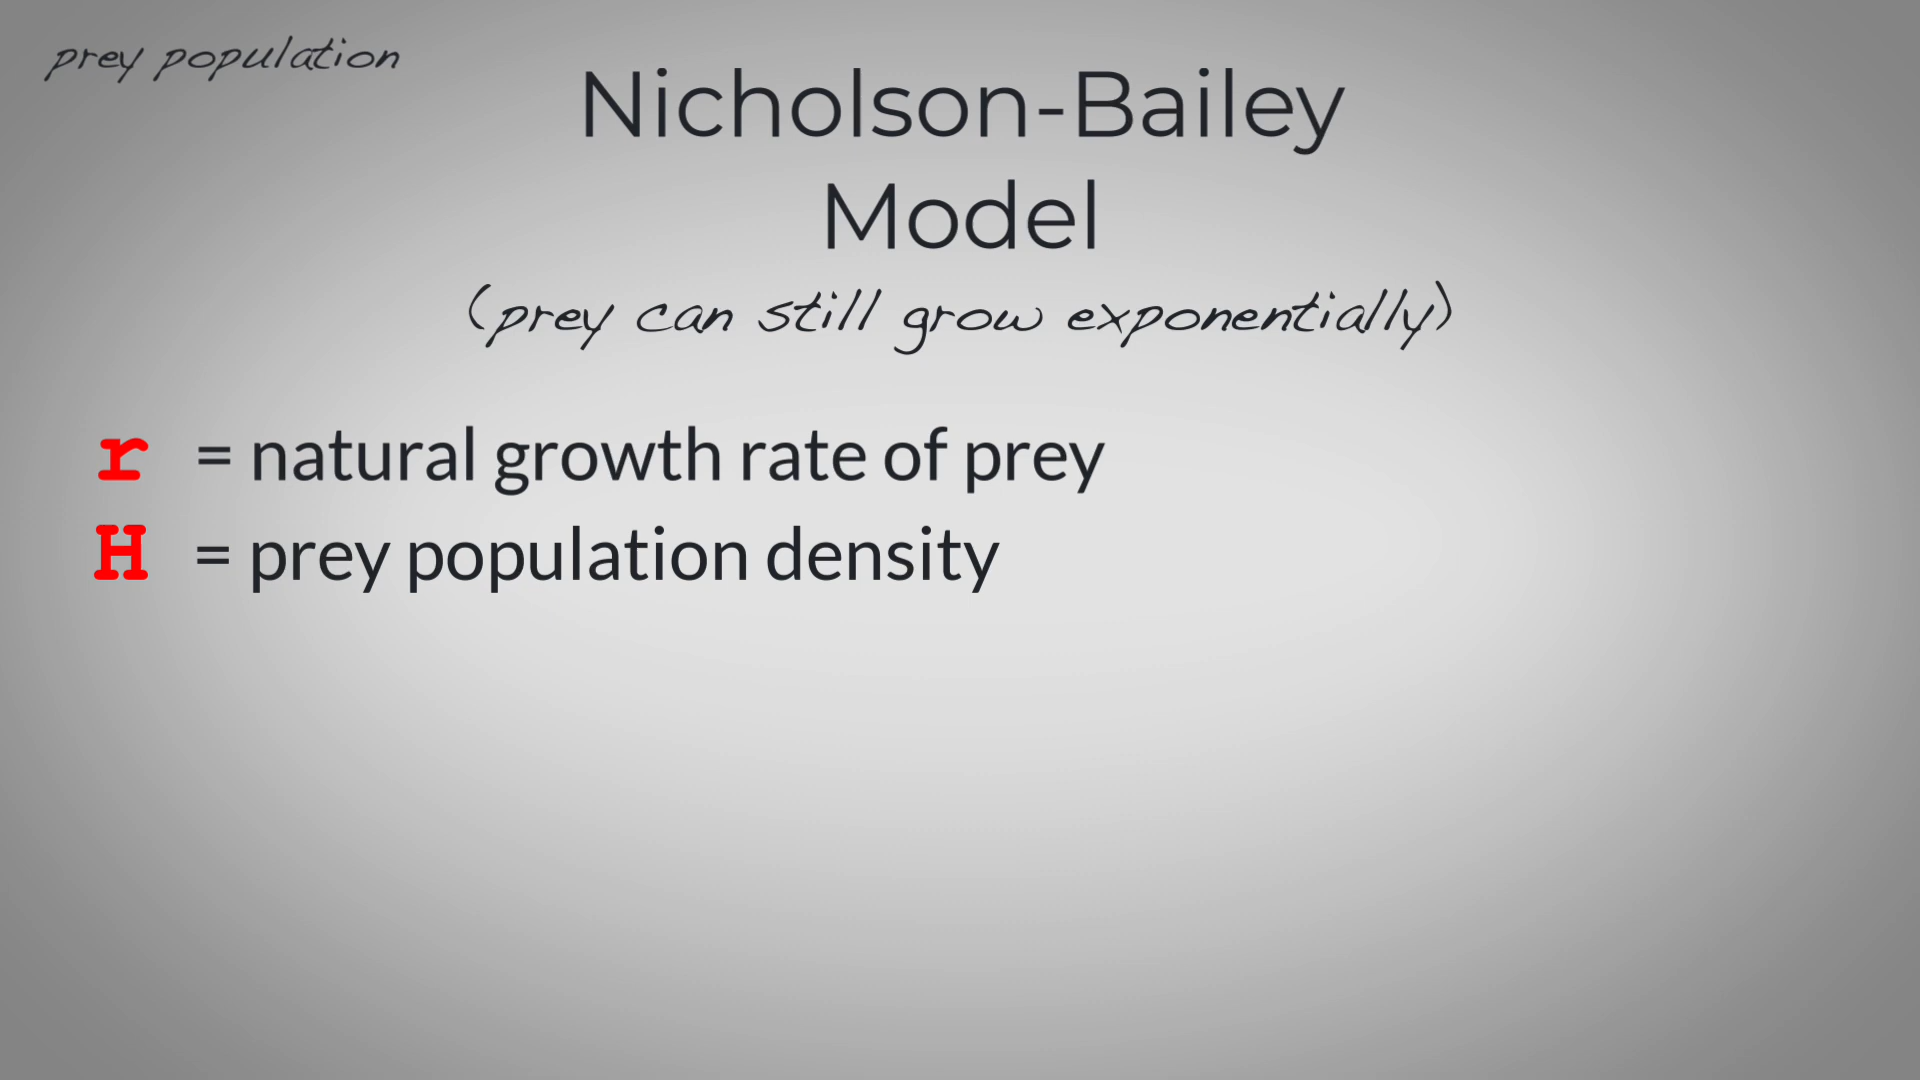 prey population
Nicholson-Bailey
Model
(prey can still grow exponentially)
r = natural growth rate of prey
H = prey population density